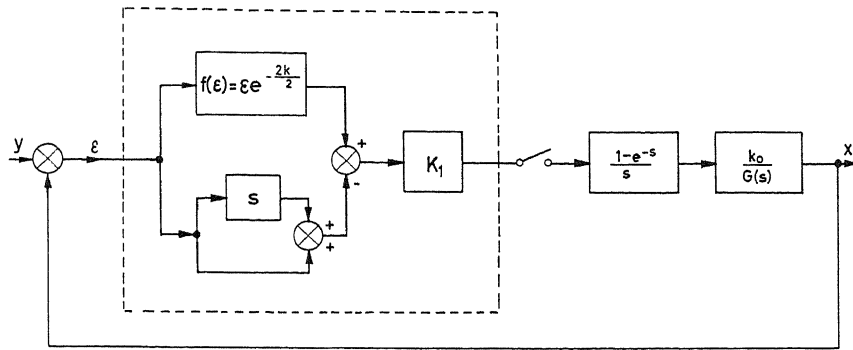 f(ε)=εe^{-2k/2}
y
ε
+
-
K₁
s
+
+
1-e^{-s}
s
k₀
G(s)
x